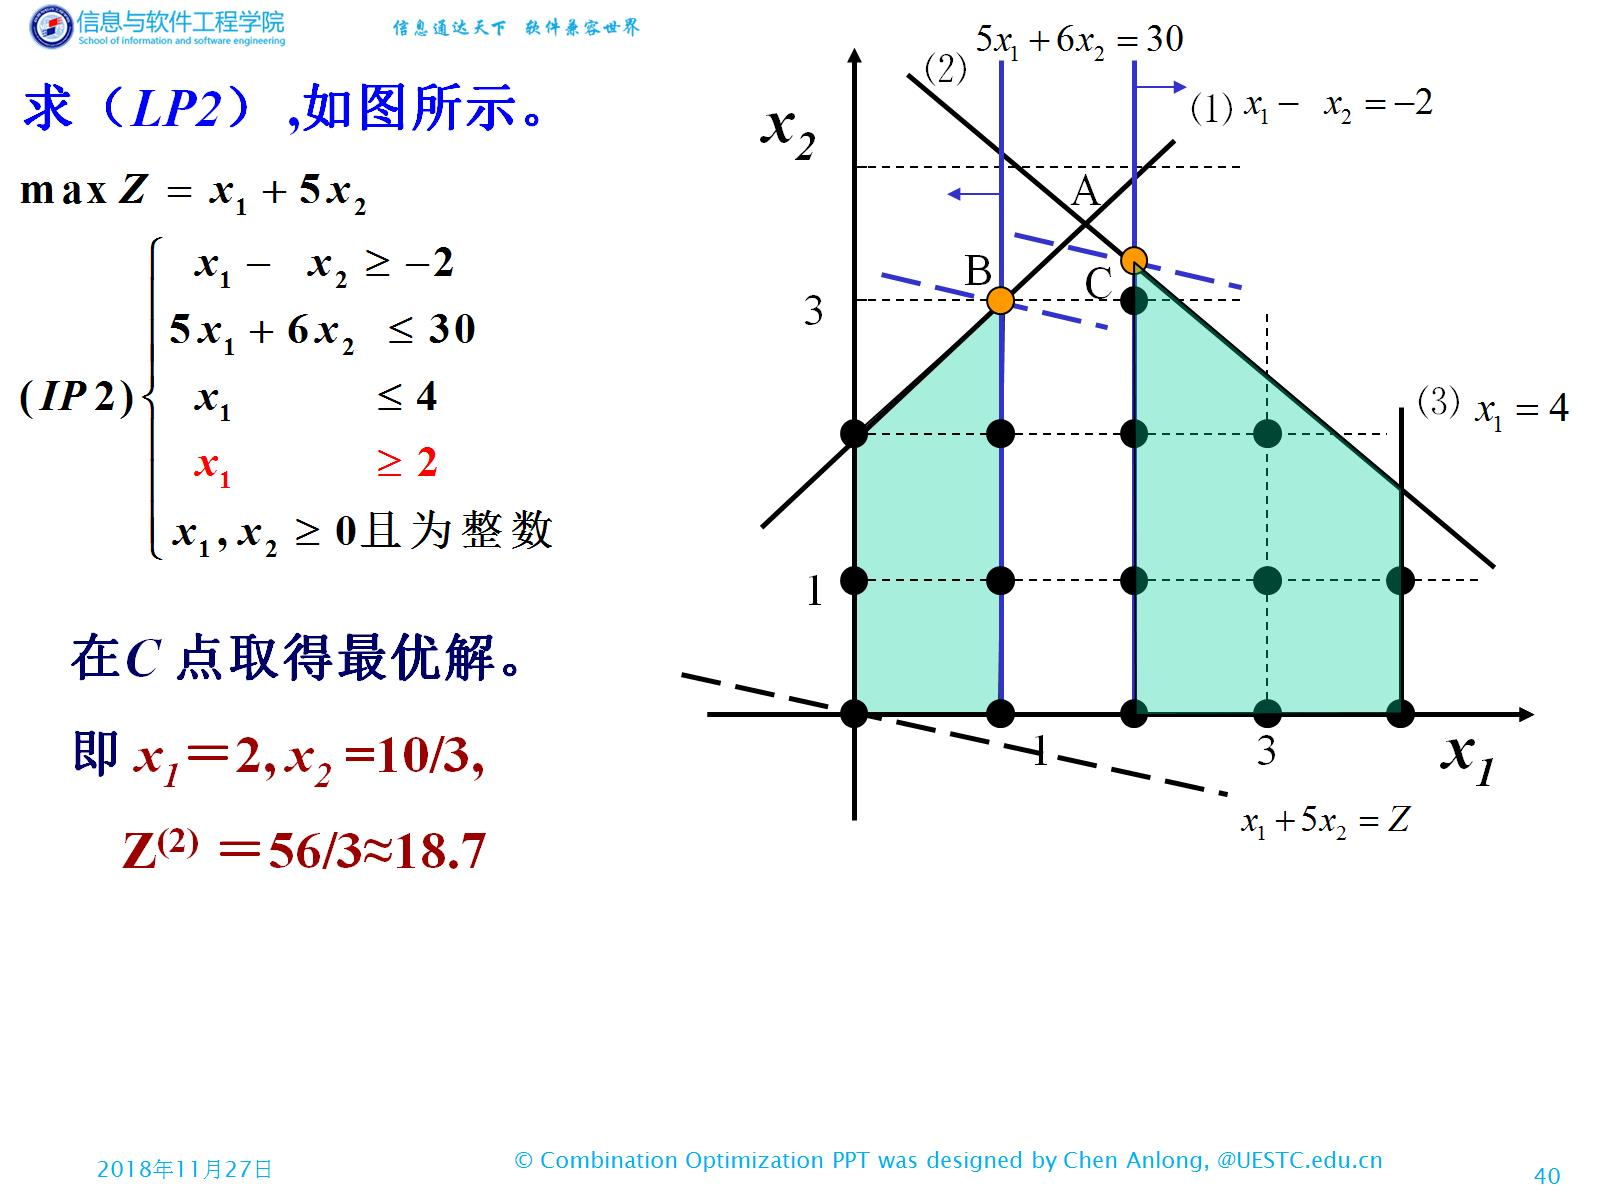 信息与软件工程学院
School of information and software engineering
信息通达天下 软件兼容世界
求（LP2）,如图所示。
max Z = x₁ + 5x₂
(IP2)
x₁ − x₂ ≥ −2
5x₁ + 6x₂ ≤ 30
x₁ ≤ 4
x₁ ≥ 2
x₁, x₂ ≥ 0且为整数
在C 点取得最优解。
即 x₁＝2, x₂ =10/3,
Z⁽²⁾ ＝56/3≈18.7
5x₁ + 6x₂ = 30
(2)
(1) x₁ − x₂ = −2
x₂
A
B
C
3
(3) x₁ = 4
1
1
3
x₁
x₁ + 5x₂ = Z
2018年11月27日
© Combination Optimization PPT was designed by Chen Anlong, @UESTC.edu.cn
40